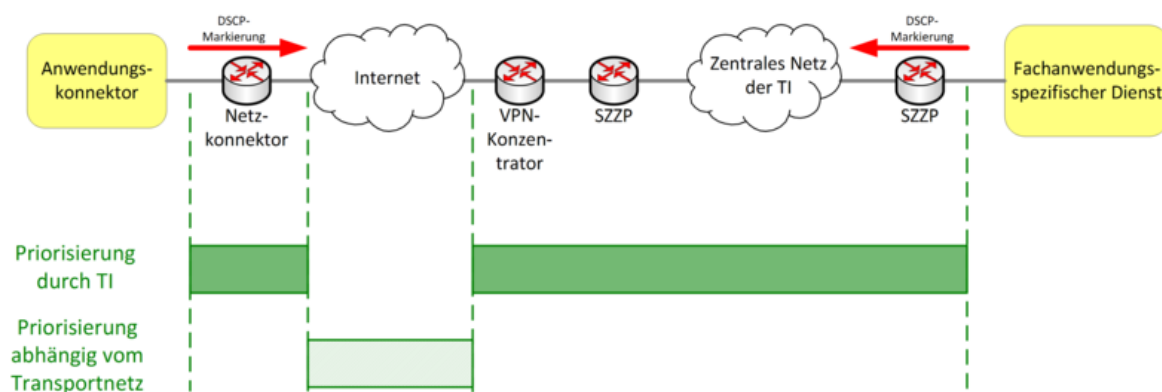 DSCP-
Markierung
DSCP-
Markierung
Anwendungs-
konnektor
Internet
Zentrales Netz
der TI
Fachanwendungs-
spezifischer Dienst
Netz-
konnektor
VPN-
Konzen-
trator
SZZP
SZZP
Priorisierung
durch TI
Priorisierung
abhängig vom
Transportnetz